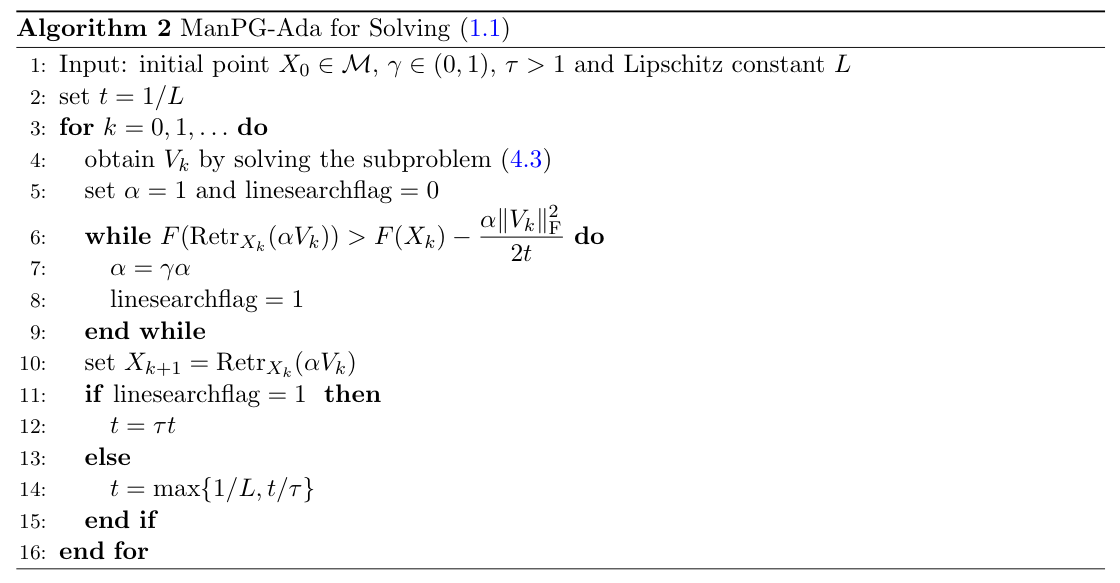 Algorithm 2 ManPG-Ada for Solving (1.1)
1: Input: initial point $X_0 \in \mathcal{M}$, $\gamma \in (0, 1)$, $\tau > 1$ and Lipschitz constant $L$
2: set $t = 1/L$
3: for $k = 0, 1, \ldots$ do
4: obtain $V_k$ by solving the subproblem (4.3)
5: set $\alpha = 1$ and linesearchflag $= 0$
6: while $F(\mathrm{Retr}_{X_k}(\alpha V_k)) > F(X_k) - \frac{\alpha \|V_k\|_{\mathrm{F}}^2}{2t}$ do
7: $\alpha = \gamma\alpha$
8: linesearchflag $= 1$
9: end while
10: set $X_{k+1} = \mathrm{Retr}_{X_k}(\alpha V_k)$
11: if linesearchflag $= 1$ then
12: $t = \tau t$
13: else
14: $t = \max\{1/L, t/\tau\}$
15: end if
16: end for